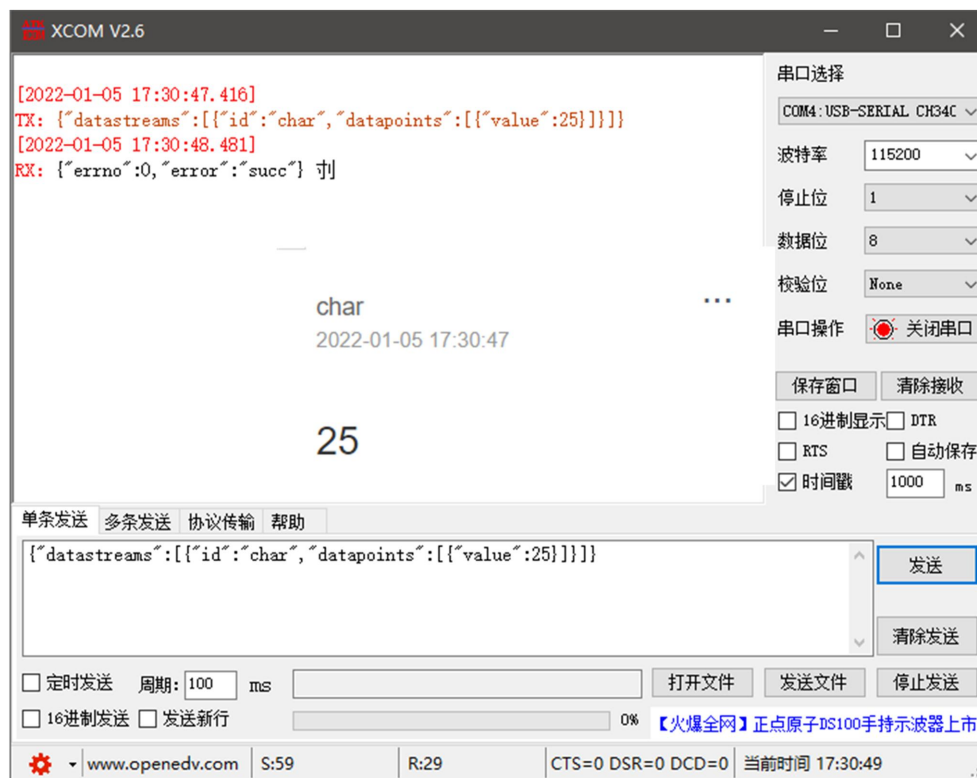 XCOM V2.6
[2022-01-05 17:30:47.416]
TX: {"datastreams":[{"id":"char","datapoints":[{"value":25}]}]}
[2022-01-05 17:30:48.481]
RX: {"errno":0,"error":"succ"}
char
2022-01-05 17:30:47
25
串口选择
COM4:USB-SERIAL CH340
波特率 115200
停止位 1
数据位 8
校验位 None
串口操作 关闭串口
保存窗口 清除接收
16进制显示 DTR
RTS 自动保存
时间戳 1000 ms
单条发送 多条发送 协议传输 帮助
{"datastreams":[{"id":"char","datapoints":[{"value":25}]}]}
发送
清除发送
定时发送 周期: 100 ms 打开文件 发送文件 停止发送
16进制发送 发送新行 0% 【火爆全网】正点原子DS100手持示波器上市
www.openedv.com S:59 R:29 CTS=0 DSR=0 DCD=0 当前时间 17:30:49